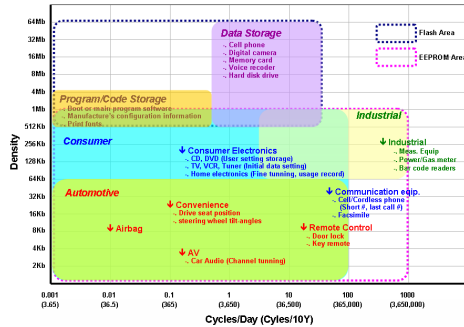 64Mb
32Mb
16Mb
4Mb
1Mb
512Kb
256Kb
128Kb
64Kb
32Kb
16Kb
8Kb
4Kb
2Kb
Density
Data Storage
-. Cell phone
-. Digital camera
-. Memory card
-. Voice recoder
-. Hard disk drive
Flash Area
EEPROM Area
Program/Code Storage
-. Boot or main program software
-. Manufacture's configuration information
-. Print fonts
Industrial
Consumer
Consumer Electronics
-. CD, DVD (User setting storage)
-. TV, VCR, Tuner (Initial data setting)
-. Home electronics (Fine tunning, usage record)
Industrial
-. Meas. Equip
-. Power/Gas meter
-. Bar code readers
Automotive
Convenience
-. Drive seat position
-. steering wheel tilt-angles
Communication eqip.
-. Cell/Cordless phone
(Short #, last call #)
-. Facsimile
Airbag
Remote Control
-. Door lock
-. Key remote
AV
-. Car Audio (Channel tunning)
0.001 0.01 0.1 1 10 100 1000
(3.65) (36.5) (365) (3,650) (36,500) (365,000) (3,650,000)
Cycles/Day (Cyles/10Y)